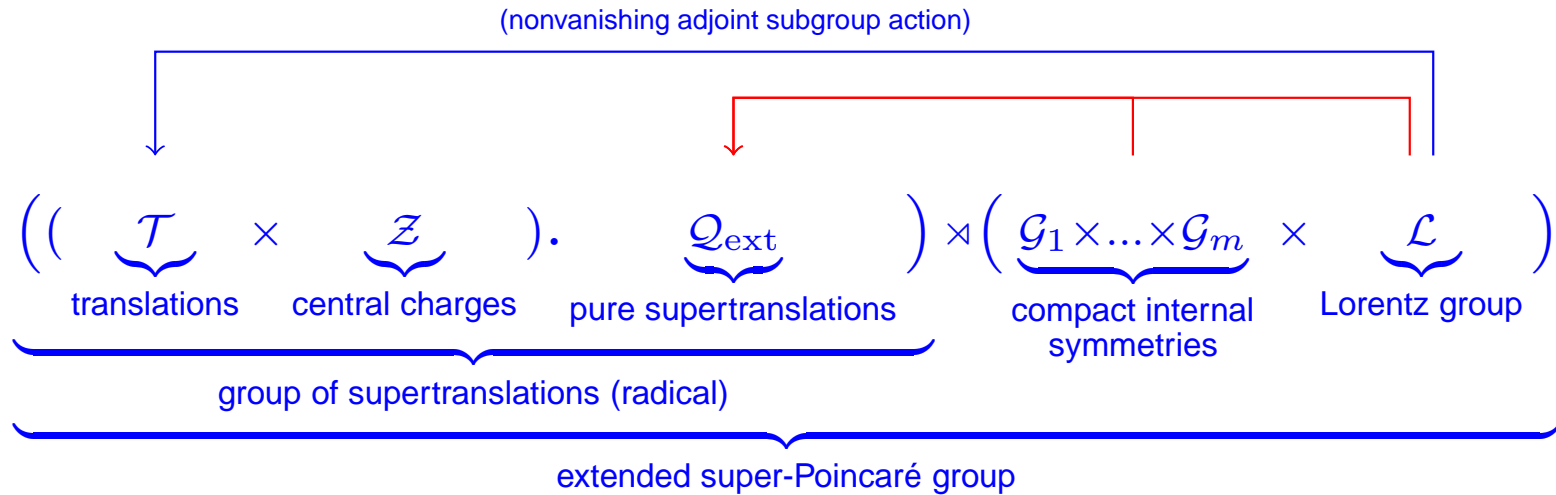 (nonvanishing adjoint subgroup action)
(( 𝒯 × 𝒵 ). 𝒬ext ) ⋊ ( 𝒢1 ×...× 𝒢m × ℒ )
translations central charges pure supertranslations compact internal symmetries Lorentz group
group of supertranslations (radical)
extended super-Poincaré group